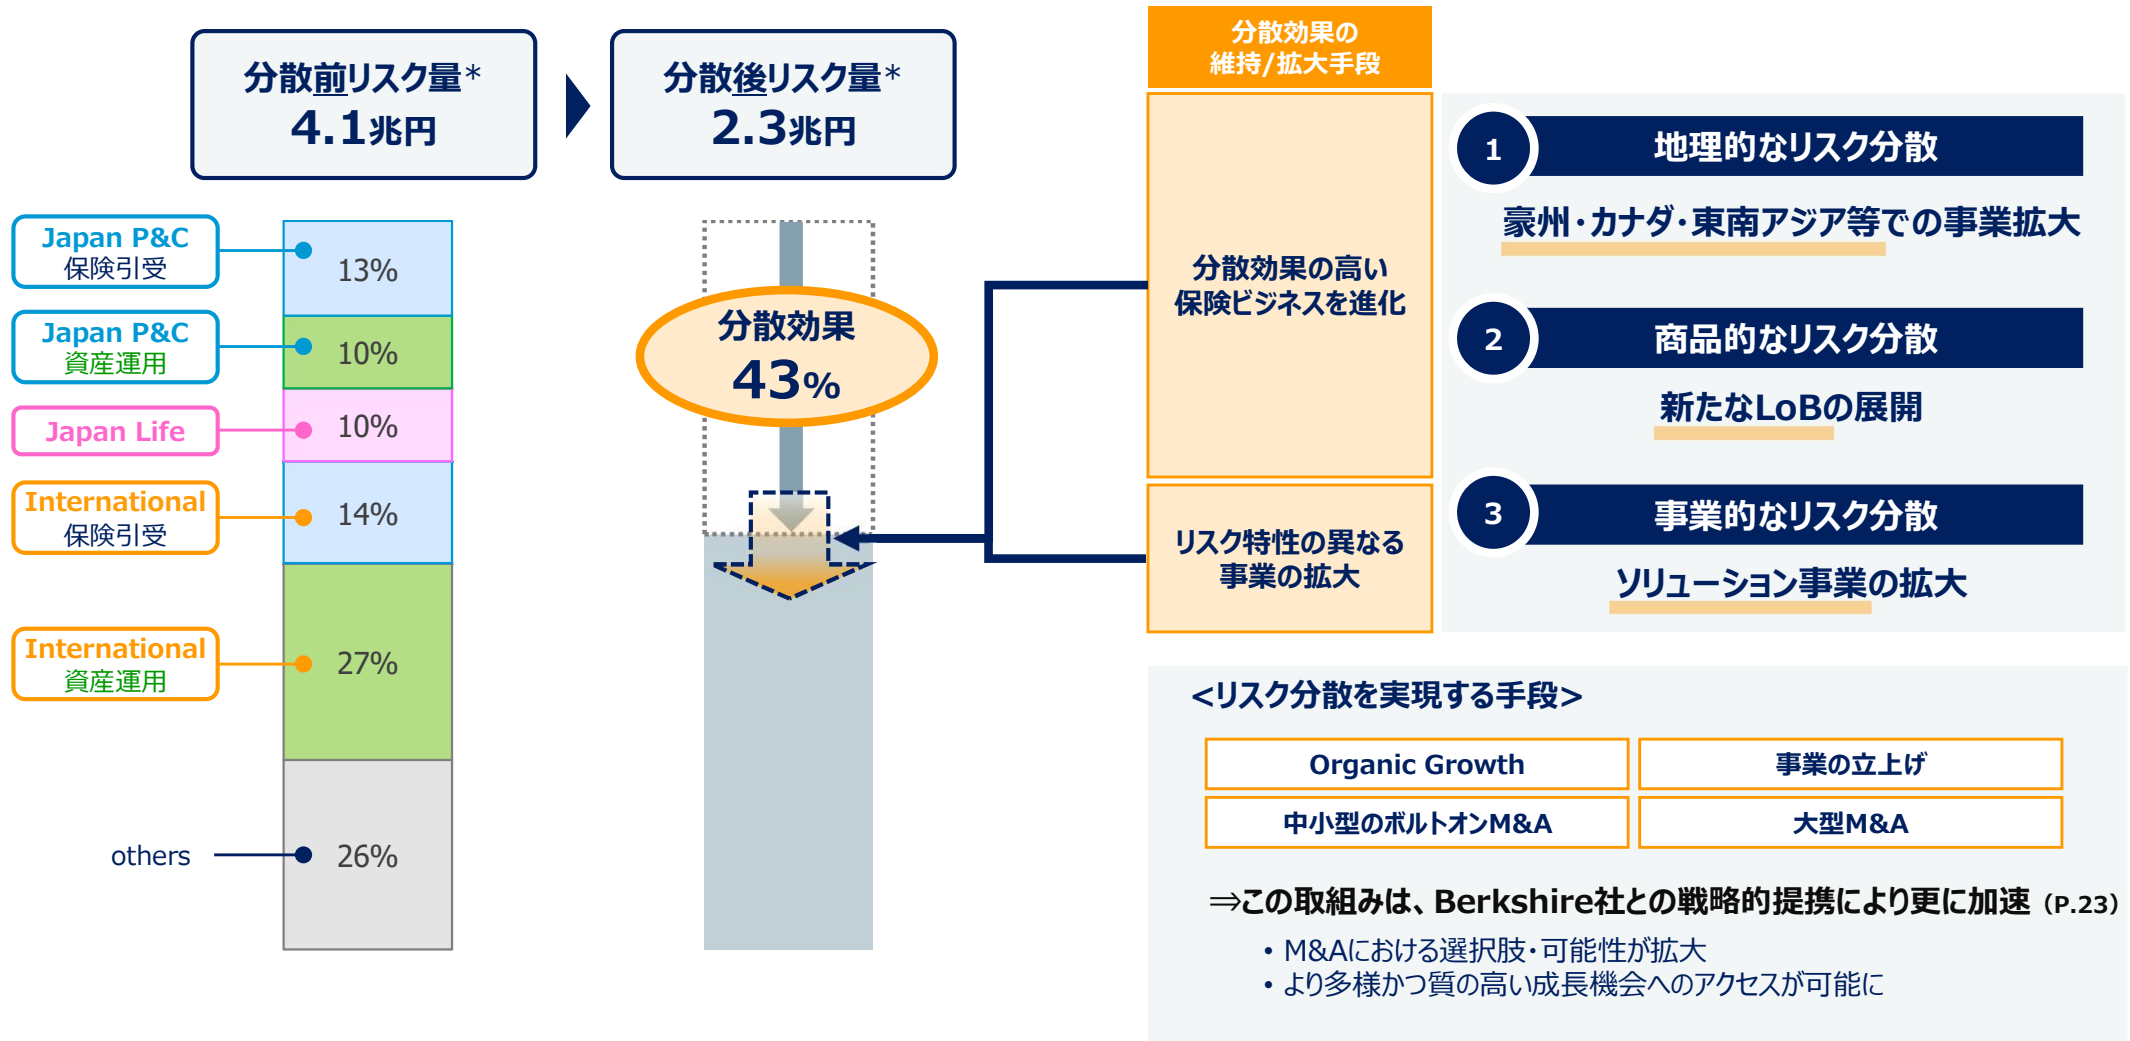 分散前リスク量*
4.1兆円
分散後リスク量*
2.3兆円
Japan P&C
保険引受
13%
Japan P&C
資産運用
10%
Japan Life
10%
International
保険引受
14%
International
資産運用
27%
others
26%
分散効果
43%
分散効果の
維持/拡大手段
分散効果の高い
保険ビジネスを進化
リスク特性の異なる
事業の拡大
1
地理的なリスク分散
豪州・カナダ・東南アジア等での事業拡大
2
商品的なリスク分散
新たなLoBの展開
3
事業的なリスク分散
ソリューション事業の拡大
<リスク分散を実現する手段>
Organic Growth
事業の立上げ
中小型のボルトオンM&A
大型M&A
⇒この取組みは、Berkshire社との戦略的提携により更に加速（P.23）
• M&Aにおける選択肢・可能性が拡大
• より多様かつ質の高い成長機会へのアクセスが可能に